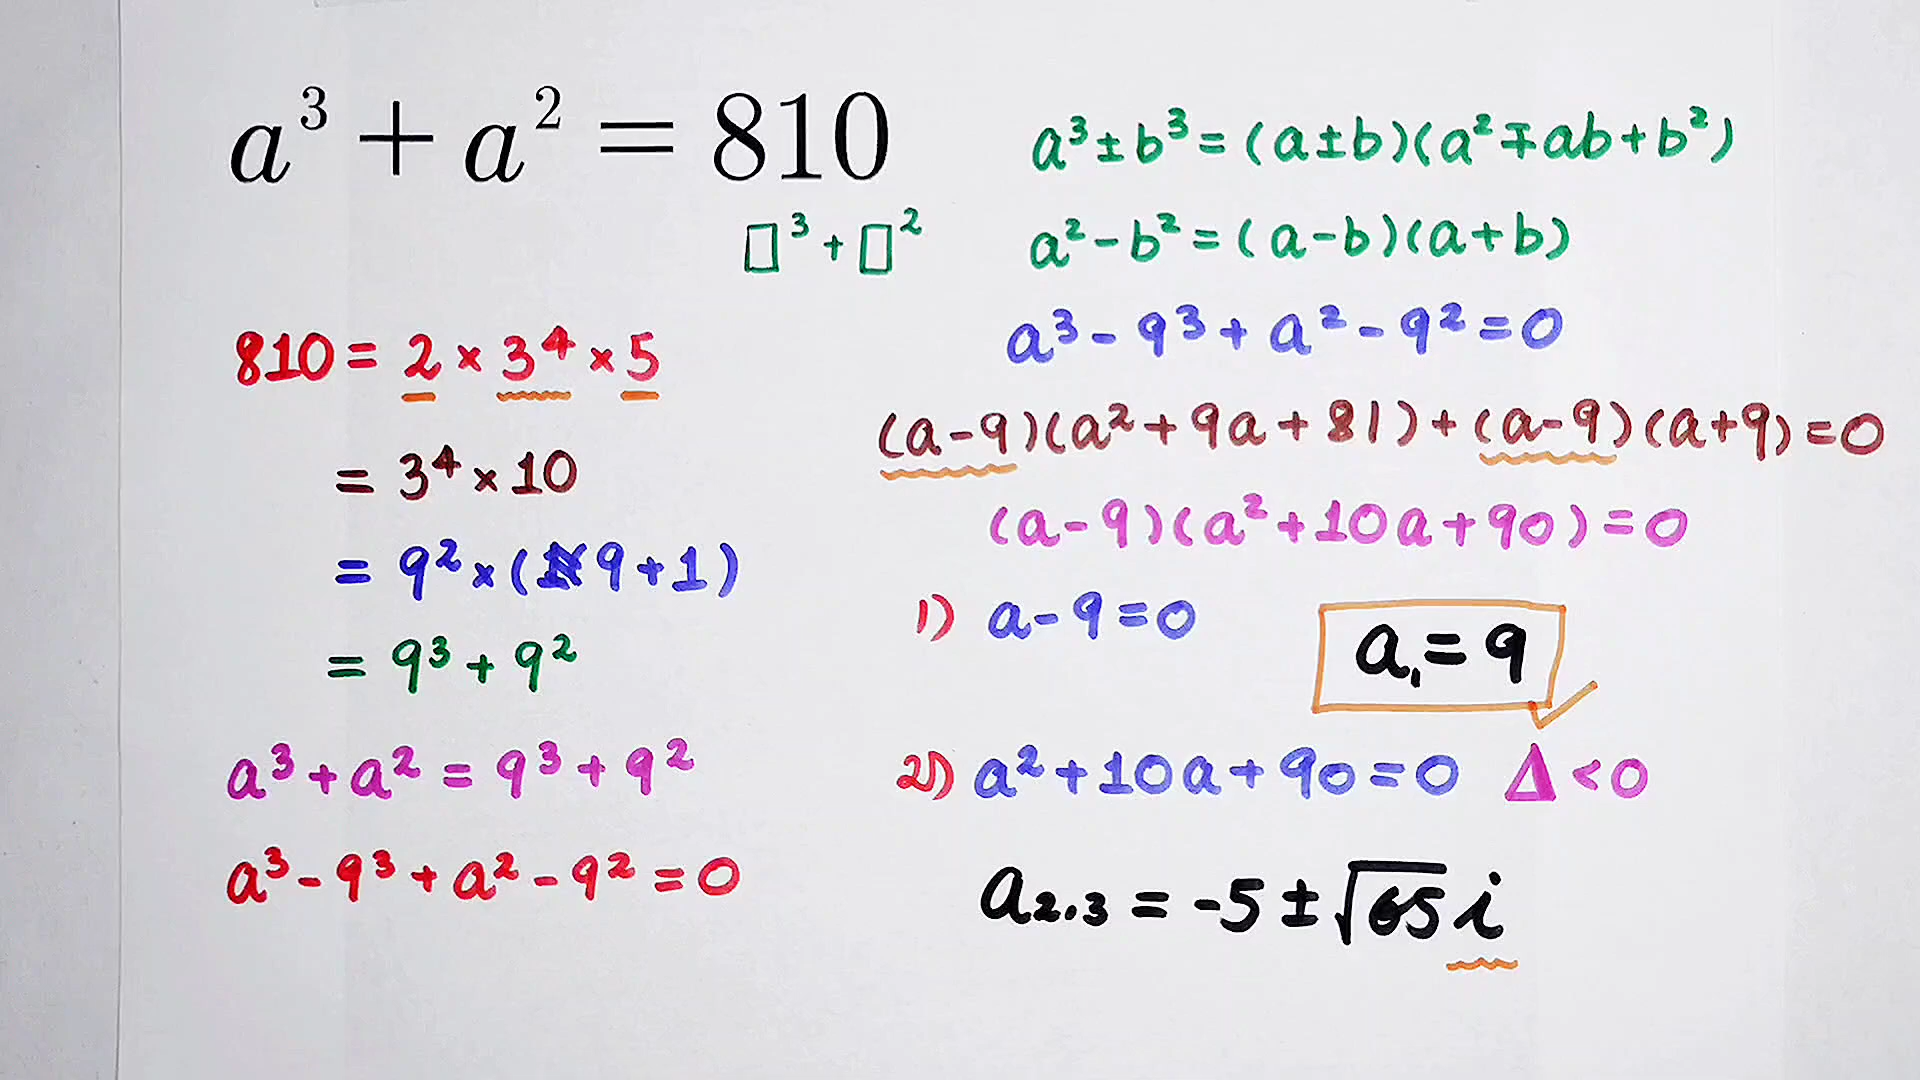 a³ + a² = 810
□³ + □²
810 = 2 × 3⁴ × 5
= 3⁴ × 10
= 9² × (9 + 1)
= 9³ + 9²
a³ + a² = 9³ + 9²
a³ - 9³ + a² - 9² = 0
a³ ± b³ = (a ± b)(a² ∓ ab + b²)
a² - b² = (a - b)(a + b)
a³ - 9³ + a² - 9² = 0
(a - 9)(a² + 9a + 81) + (a - 9)(a + 9) = 0
(a - 9)(a² + 10a + 90) = 0
1) a - 9 = 0
a₁ = 9
2) a² + 10a + 90 = 0 Δ < 0
a₂.₃ = -5 ± √65 i